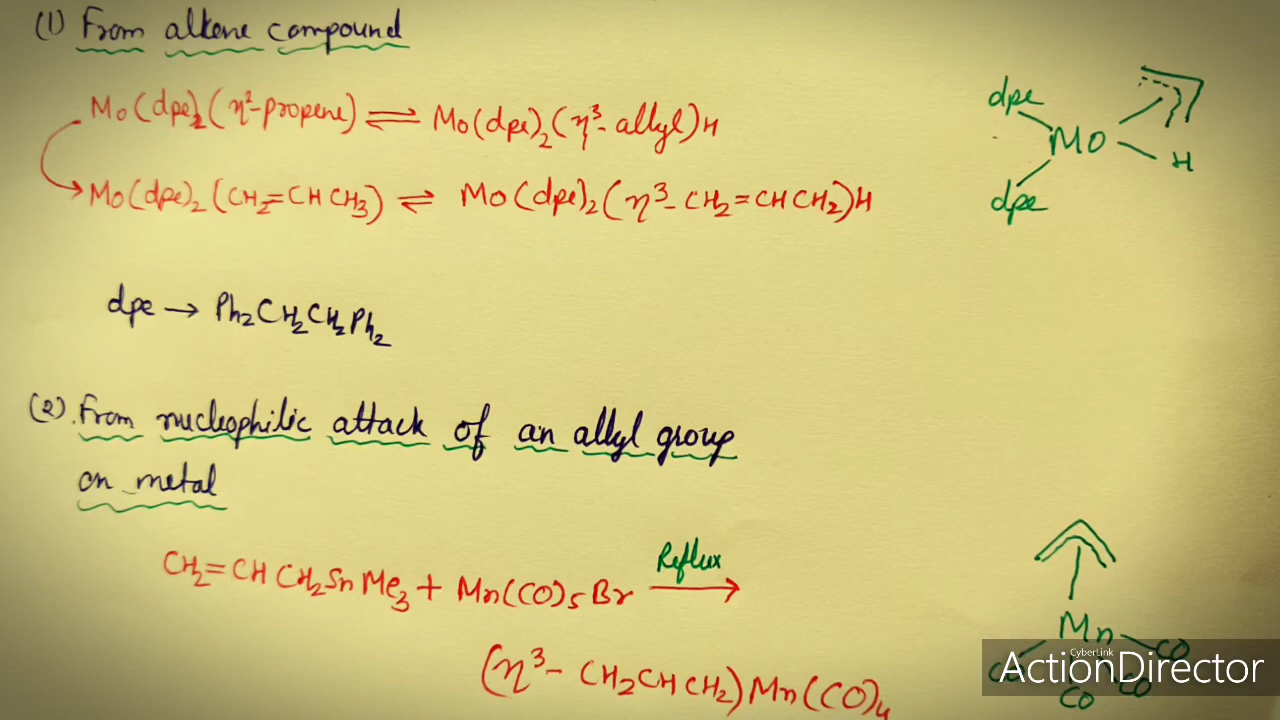 (1) From alkene compound
Mo(dpe)2(η2-propene) ⇌ Mo(dpe)2(η3-allyl)H
Mo(dpe)2(CH2=CHCH3) ⇌ Mo(dpe)2(η3-CH2=CHCH2)H
dpe
Mo
H
dpe
dpe → Ph2CH2CH2Ph2
(2). From nucleophilic attack of an allyl group
on metal
CH2=CHCH2SnMe3 + Mn(CO)5Br Reflux →
(η3-CH2CHCH2)Mn(CO)4
Mn
CO
CO
CO
CO
CyberLink
ActionDirector